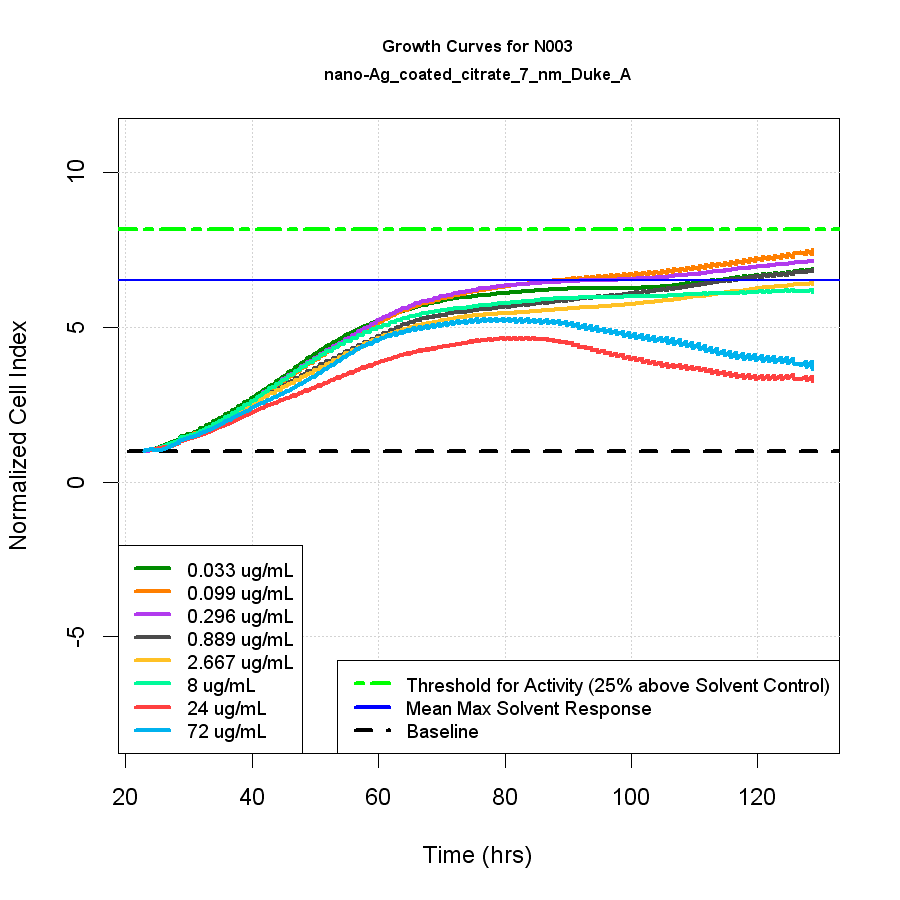 Growth Curves for N003
nano-Ag_coated_citrate_7_nm_Duke_A
Normalized Cell Index
10
5
0
-5
0.033 ug/mL
0.099 ug/mL
0.296 ug/mL
0.889 ug/mL
2.667 ug/mL
8 ug/mL
24 ug/mL
72 ug/mL
Threshold for Activity (25% above Solvent Control)
Mean Max Solvent Response
Baseline
20 40 60 80 100 120
Time (hrs)